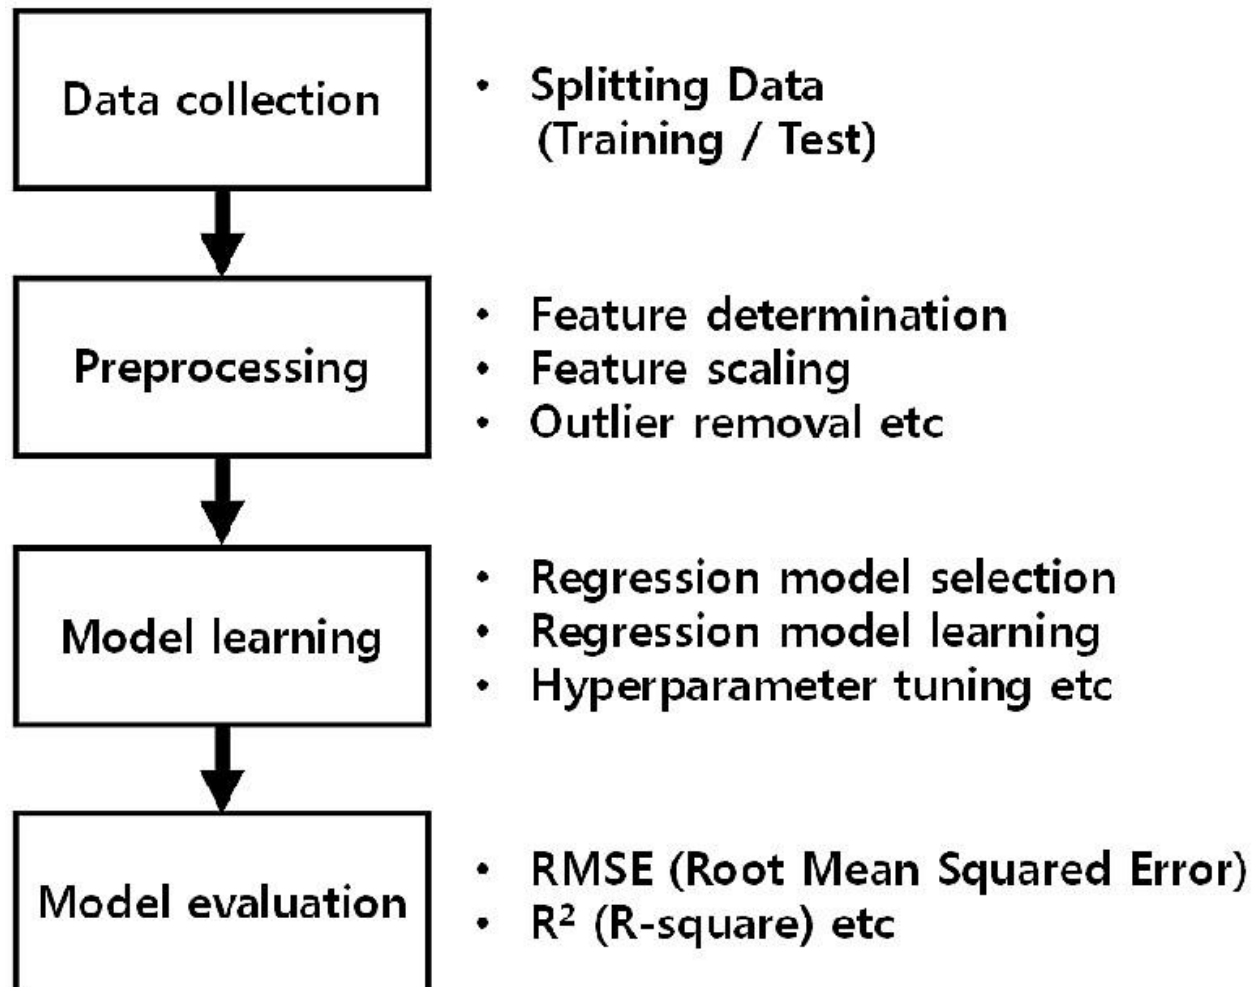 Data collection
• Splitting Data
(Training / Test)
Preprocessing
• Feature determination
• Feature scaling
• Outlier removal etc
Model learning
• Regression model selection
• Regression model learning
• Hyperparameter tuning etc
Model evaluation
• RMSE (Root Mean Squared Error)
• R² (R-square) etc